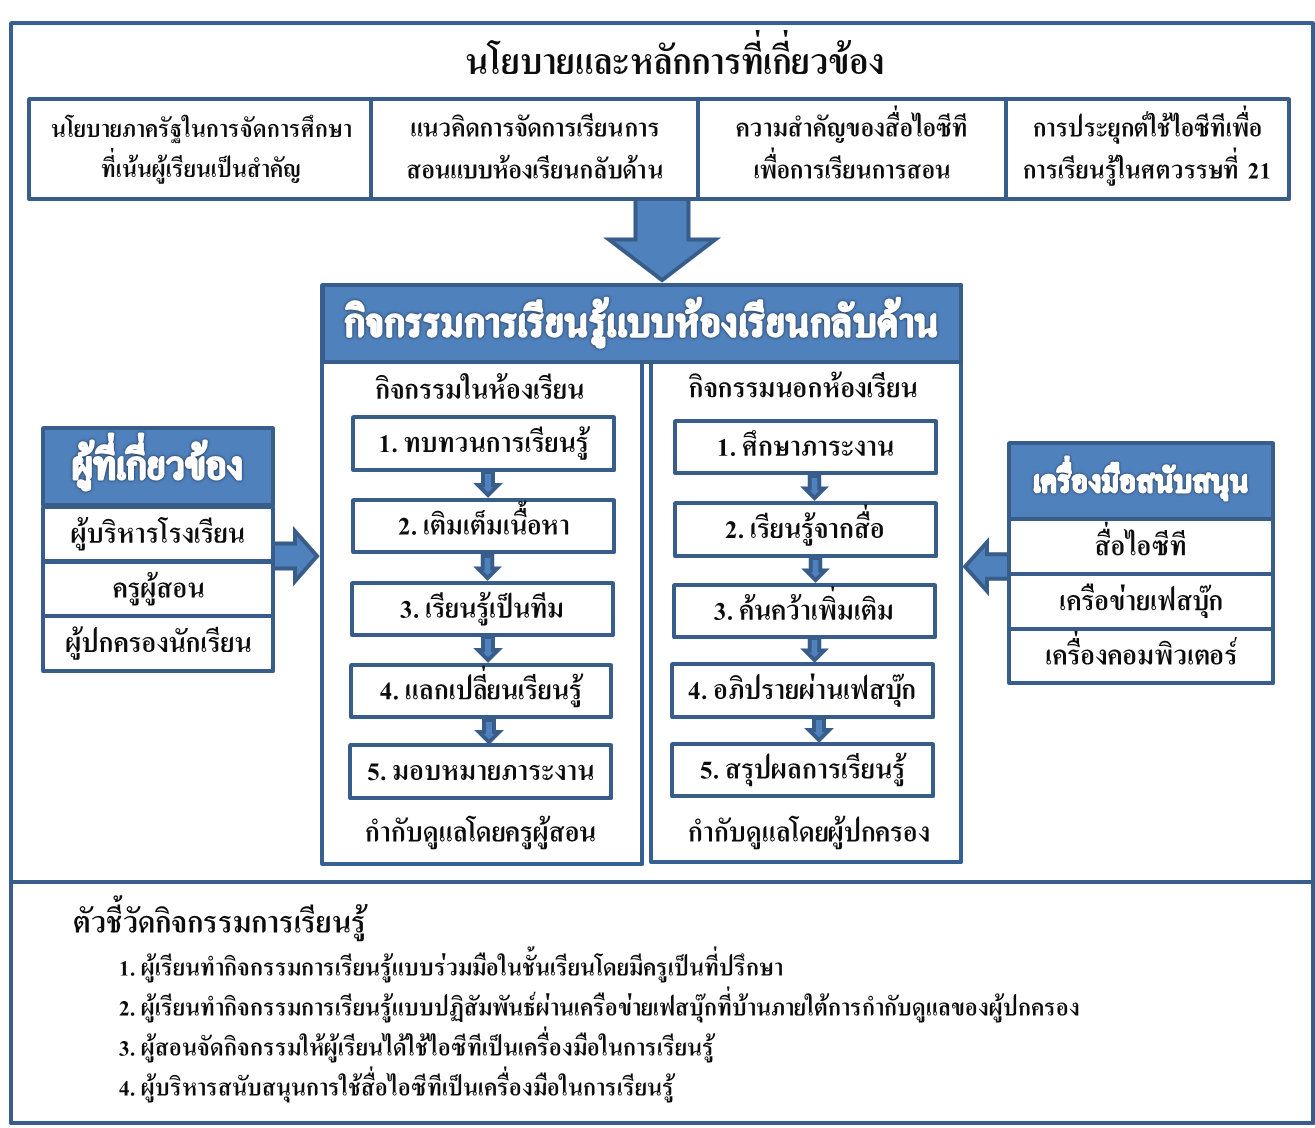 นโยบายและหลักการที่เกี่ยวข้อง
นโยบายภาครัฐในการจัดการศึกษา
ที่เน้นผู้เรียนเป็นสำคัญ
แนวคิดการจัดการเรียนการ
สอนแบบห้องเรียนกลับด้าน
ความสำคัญของสื่อไอซีที
เพื่อการเรียนการสอน
การประยุกต์ใช้ไอซีทีเพื่อ
การเรียนรู้ในศตวรรษที่ 21
กิจกรรมการเรียนรู้แบบห้องเรียนกลับด้าน
ผู้ที่เกี่ยวข้อง
ผู้บริหารโรงเรียน
ครูผู้สอน
ผู้ปกครองนักเรียน
กิจกรรมในห้องเรียน
1. ทบทวนการเรียนรู้
2. เติมเต็มเนื้อหา
3. เรียนรู้เป็นทีม
4. แลกเปลี่ยนเรียนรู้
5. มอบหมายภาระงาน
กำกับดูแลโดยครูผู้สอน
กิจกรรมนอกห้องเรียน
1. ศึกษาภาระงาน
2. เรียนรู้จากสื่อ
3. ค้นคว้าเพิ่มเติม
4. อภิปรายผ่านเฟสบุ๊ก
5. สรุปผลการเรียนรู้
กำกับดูแลโดยผู้ปกครอง
เครื่องมือสนับสนุน
สื่อไอซีที
เครือข่ายเฟสบุ๊ก
เครื่องคอมพิวเตอร์
ตัวชี้วัดกิจกรรมการเรียนรู้
1. ผู้เรียนทำกิจกรรมการเรียนรู้แบบร่วมมือในชั้นเรียนโดยมีครูเป็นที่ปรึกษา
2. ผู้เรียนทำกิจกรรมการเรียนรู้แบบปฏิสัมพันธ์ผ่านเครือข่ายเฟสบุ๊กที่บ้านภายใต้การกำกับดูแลของผู้ปกครอง
3. ผู้สอนจัดกิจกรรมให้ผู้เรียนได้ใช้ไอซีทีเป็นเครื่องมือในการเรียนรู้
4. ผู้บริหารสนับสนุนการใช้สื่อไอซีทีเป็นเครื่องมือในการเรียนรู้